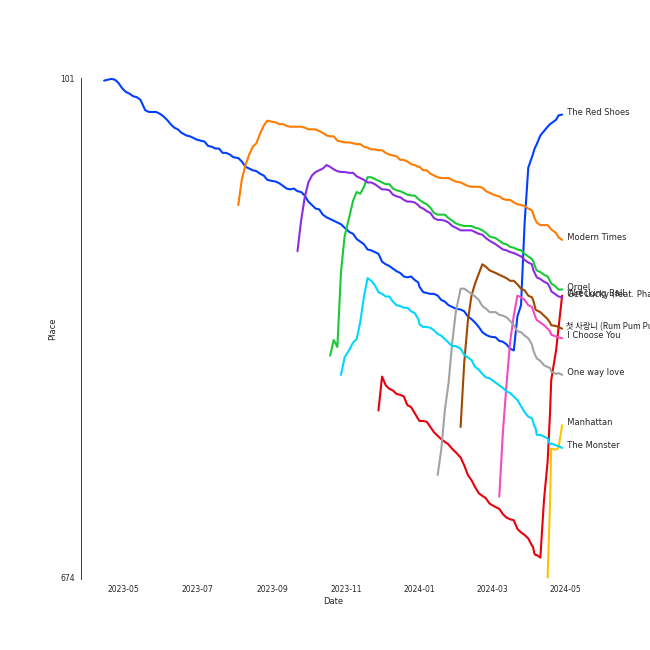 101
The Red Shoes
Modern Times
Orgel
Wrecking Ball
Get Lucky (feat. Pha
첫 사랑니 (Rum Pum Pu
I Choose You
One way love
Manhattan
The Monster
674
Place
2023-05
2023-07
2023-09
2023-11
2024-01
2024-03
2024-05
Date